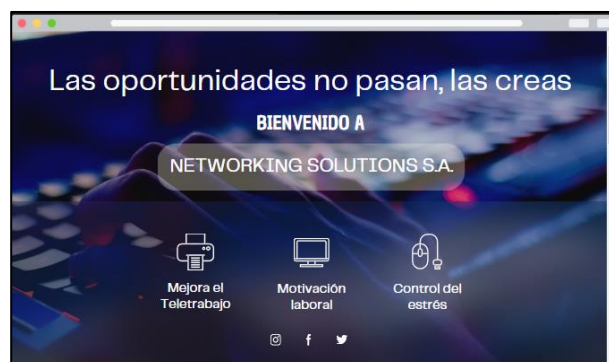 Las oportunidades no pasan, las creas
BIENVENIDO A
NETWORKING SOLUTIONS S.A.
Mejora el
Teletrabajo
Motivación
laboral
Control del
estrés